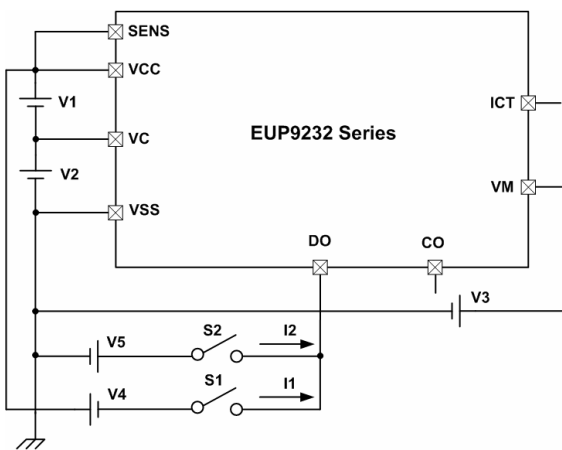 SENS
VCC
V1
ICT
EUP9232 Series
VC
V2
VM
VSS
DO
CO
V3
S2
I2
V5
S1
I1
V4